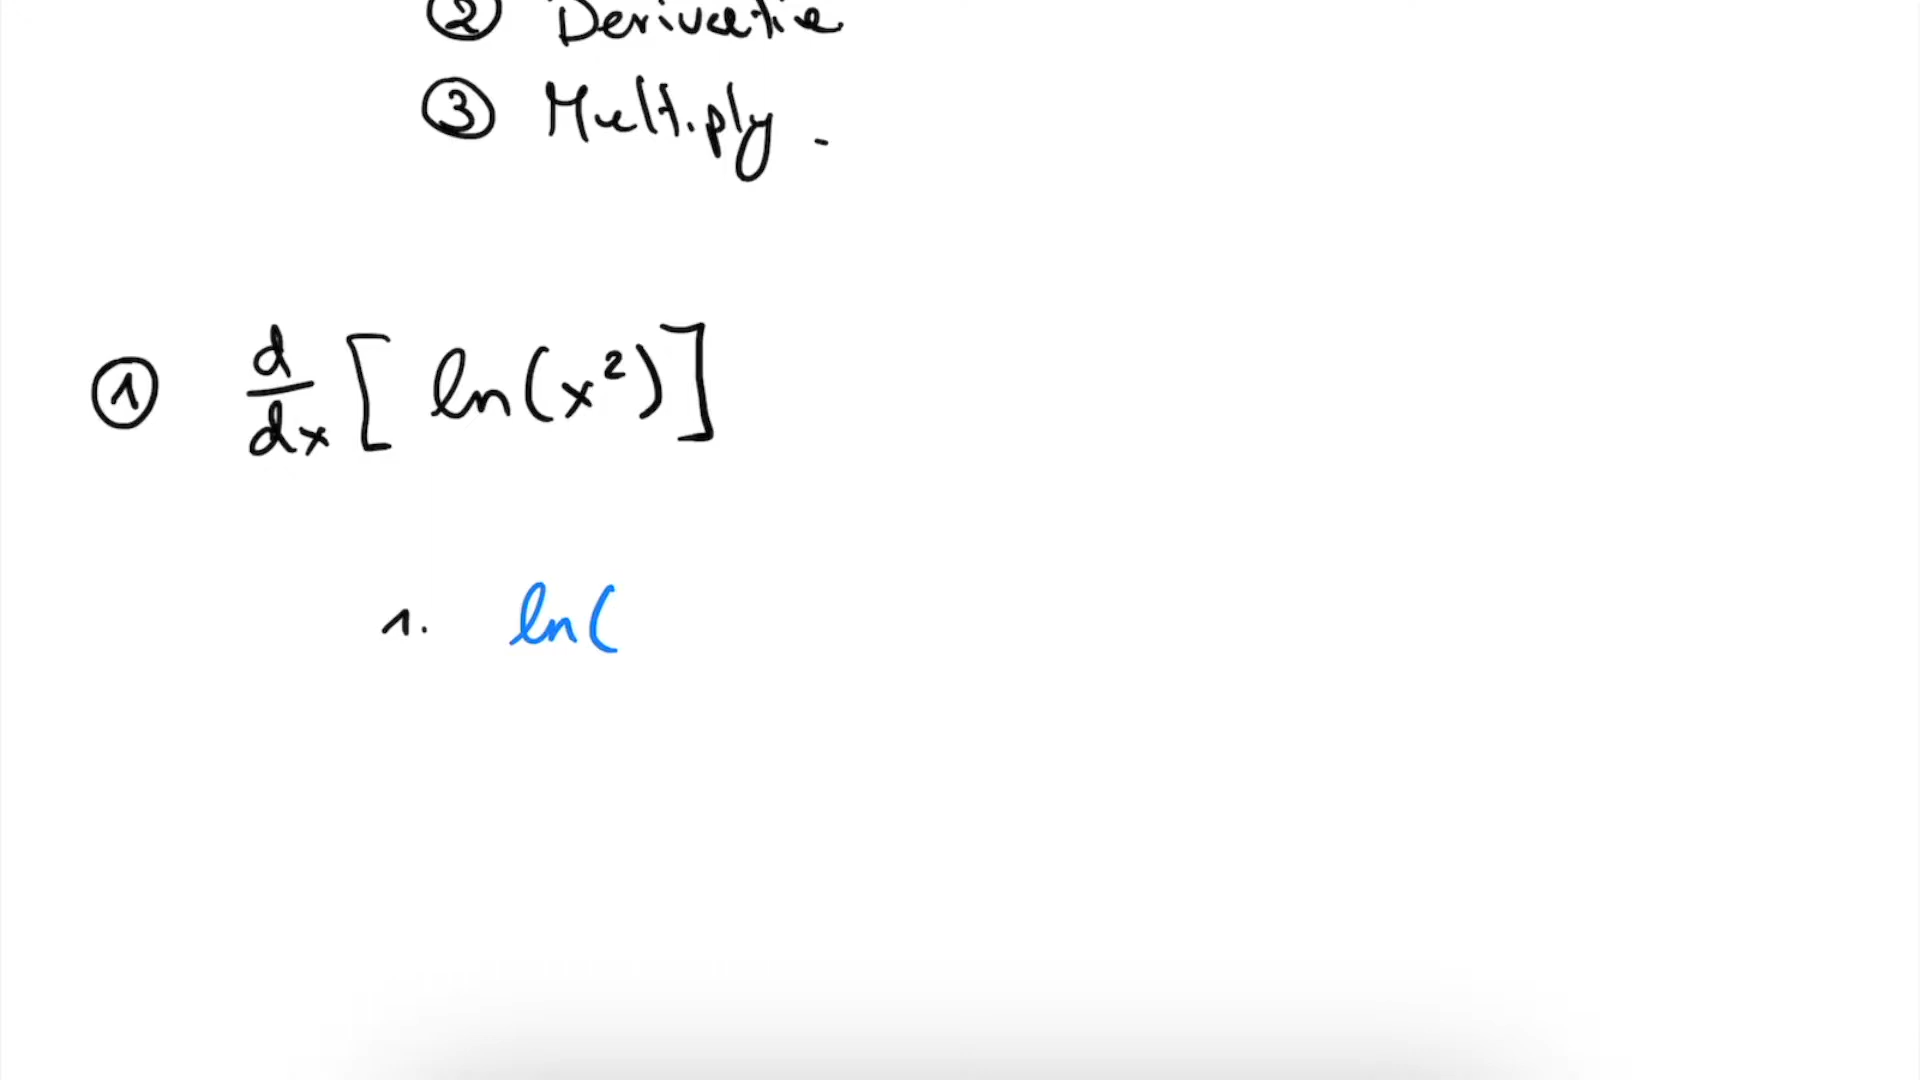 ② Derivative
③ Multiply.
① d/dx [ ln(x²) ]
1. ln(